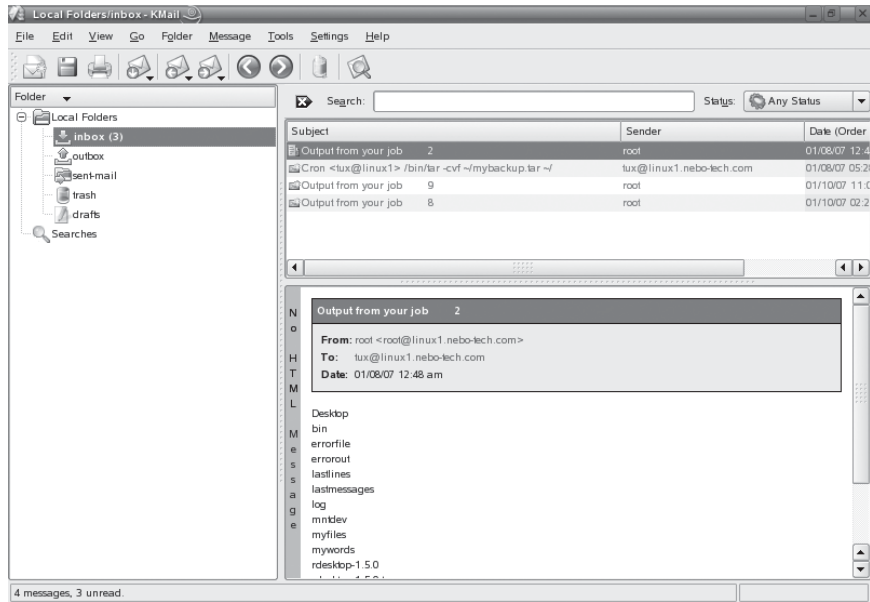 Local Folders/inbox - KMail
File Edit View Go Folder Message Tools Settings Help
Folder
Local Folders
inbox (3)
outbox
sent-mail
trash
drafts
Searches
Search: Status: Any Status
Subject Sender Date (Order
Output from your job 2 root 01/08/07 12:4
Cron <tux@linux1> /bin/tar -cvf ~/mybackup.tar ~/ tux@linux1.nebo-tech.com 01/08/07 05:2
Output from your job 9 root 01/10/07 11:0
Output from your job 8 root 01/10/07 02:2
No HTML Message
Output from your job 2
From: root <root@linux1.nebo-tech.com>
To: tux@linux1.nebo-tech.com
Date: 01/08/07 12:48 am
Desktop
bin
errorfile
errorout
lastlines
lastmessages
log
mntdev
myfiles
mywords
rdesktop-1.5.0
4 messages, 3 unread.